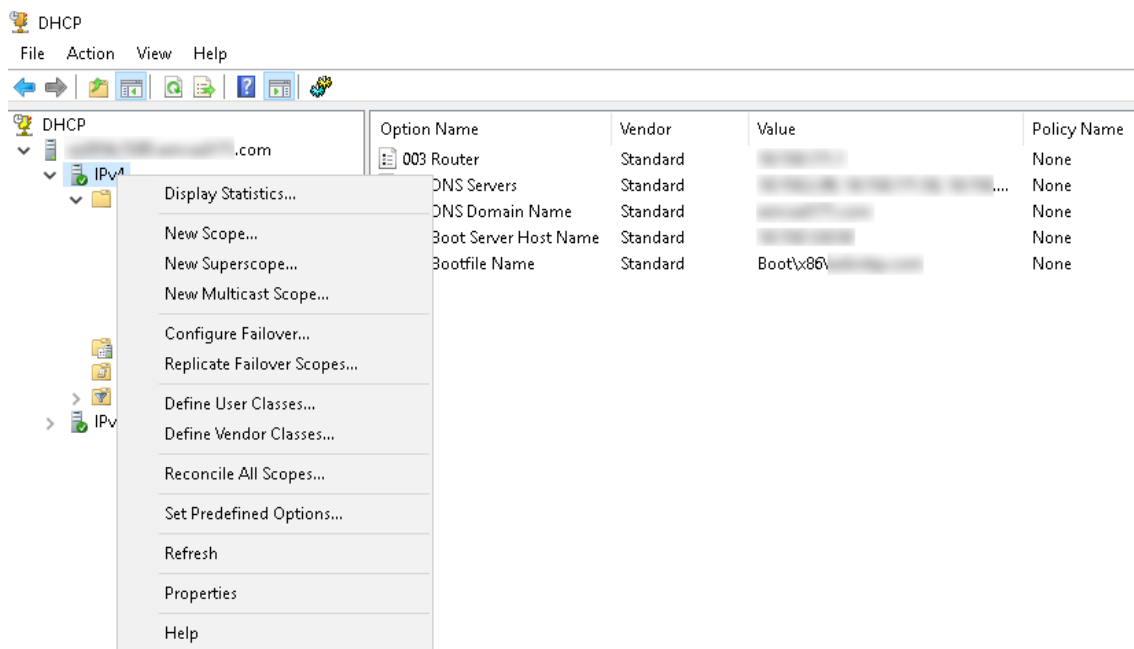 DHCP
File Action View Help
DHCP
.com
IPv4
IPv
Option Name Vendor Value Policy Name
003 Router Standard None
DNS Servers Standard .... None
DNS Domain Name Standard None
Boot Server Host Name Standard None
Bootfile Name Standard Boot\x86\ None
Display Statistics...
New Scope...
New Superscope...
New Multicast Scope...
Configure Failover...
Replicate Failover Scopes...
Define User Classes...
Define Vendor Classes...
Reconcile All Scopes...
Set Predefined Options...
Refresh
Properties
Help